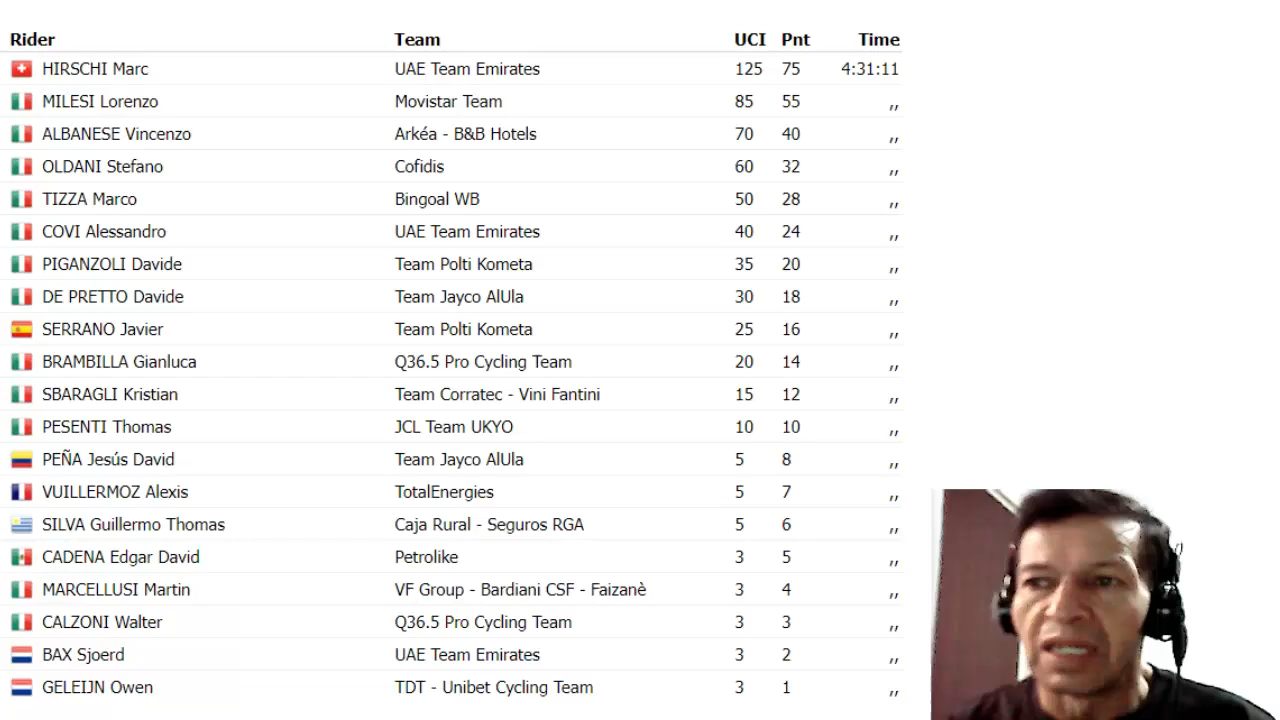 Rider Team UCI Pnt Time
HIRSCHI Marc UAE Team Emirates 125 75 4:31:11
MILESI Lorenzo Movistar Team 85 55 ,,
ALBANESE Vincenzo Arkéa - B&B Hotels 70 40 ,,
OLDANI Stefano Cofidis 60 32 ,,
TIZZA Marco Bingoal WB 50 28 ,,
COVI Alessandro UAE Team Emirates 40 24 ,,
PIGANZOLI Davide Team Polti Kometa 35 20 ,,
DE PRETTO Davide Team Jayco AlUla 30 18 ,,
SERRANO Javier Team Polti Kometa 25 16 ,,
BRAMBILLA Gianluca Q36.5 Pro Cycling Team 20 14 ,,
SBARAGLI Kristian Team Corratec - Vini Fantini 15 12 ,,
PESENTI Thomas JCL Team UKYO 10 10 ,,
PEÑA Jesús David Team Jayco AlUla 5 8 ,,
VUILLERMOZ Alexis TotalEnergies 5 7 ,,
SILVA Guillermo Thomas Caja Rural - Seguros RGA 5 6 ,,
CADENA Edgar David Petrolike 3 5 ,,
MARCELLUSI Martin VF Group - Bardiani CSF - Faizanè 3 4 ,,
CALZONI Walter Q36.5 Pro Cycling Team 3 3 ,,
BAX Sjoerd UAE Team Emirates 3 2 ,,
GELEIJN Owen TDT - Unibet Cycling Team 3 1 ,,